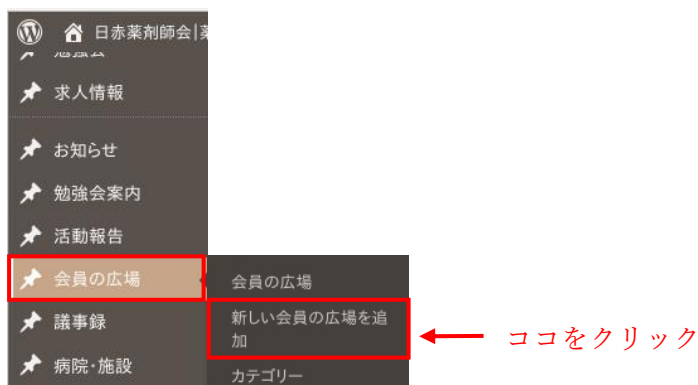 日赤薬剤師会|薬
勉強会
求人情報
お知らせ
勉強会案内
活動報告
会員の広場
会員の広場
新しい会員の広場を追
加
ココをクリック
議事録
病院・施設
カテゴリー